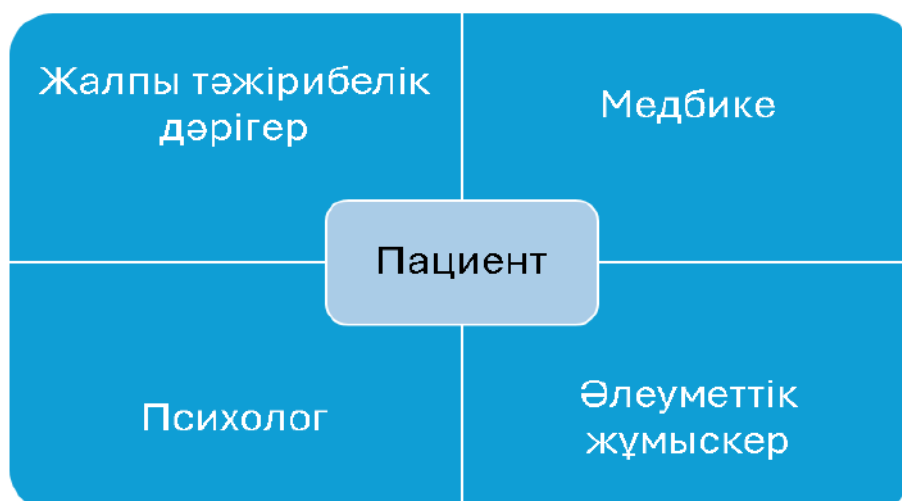 Жалпы тәжірибелік
дәрігер
Медбике
Пациент
Психолог
Әлеуметтік
жұмыскер